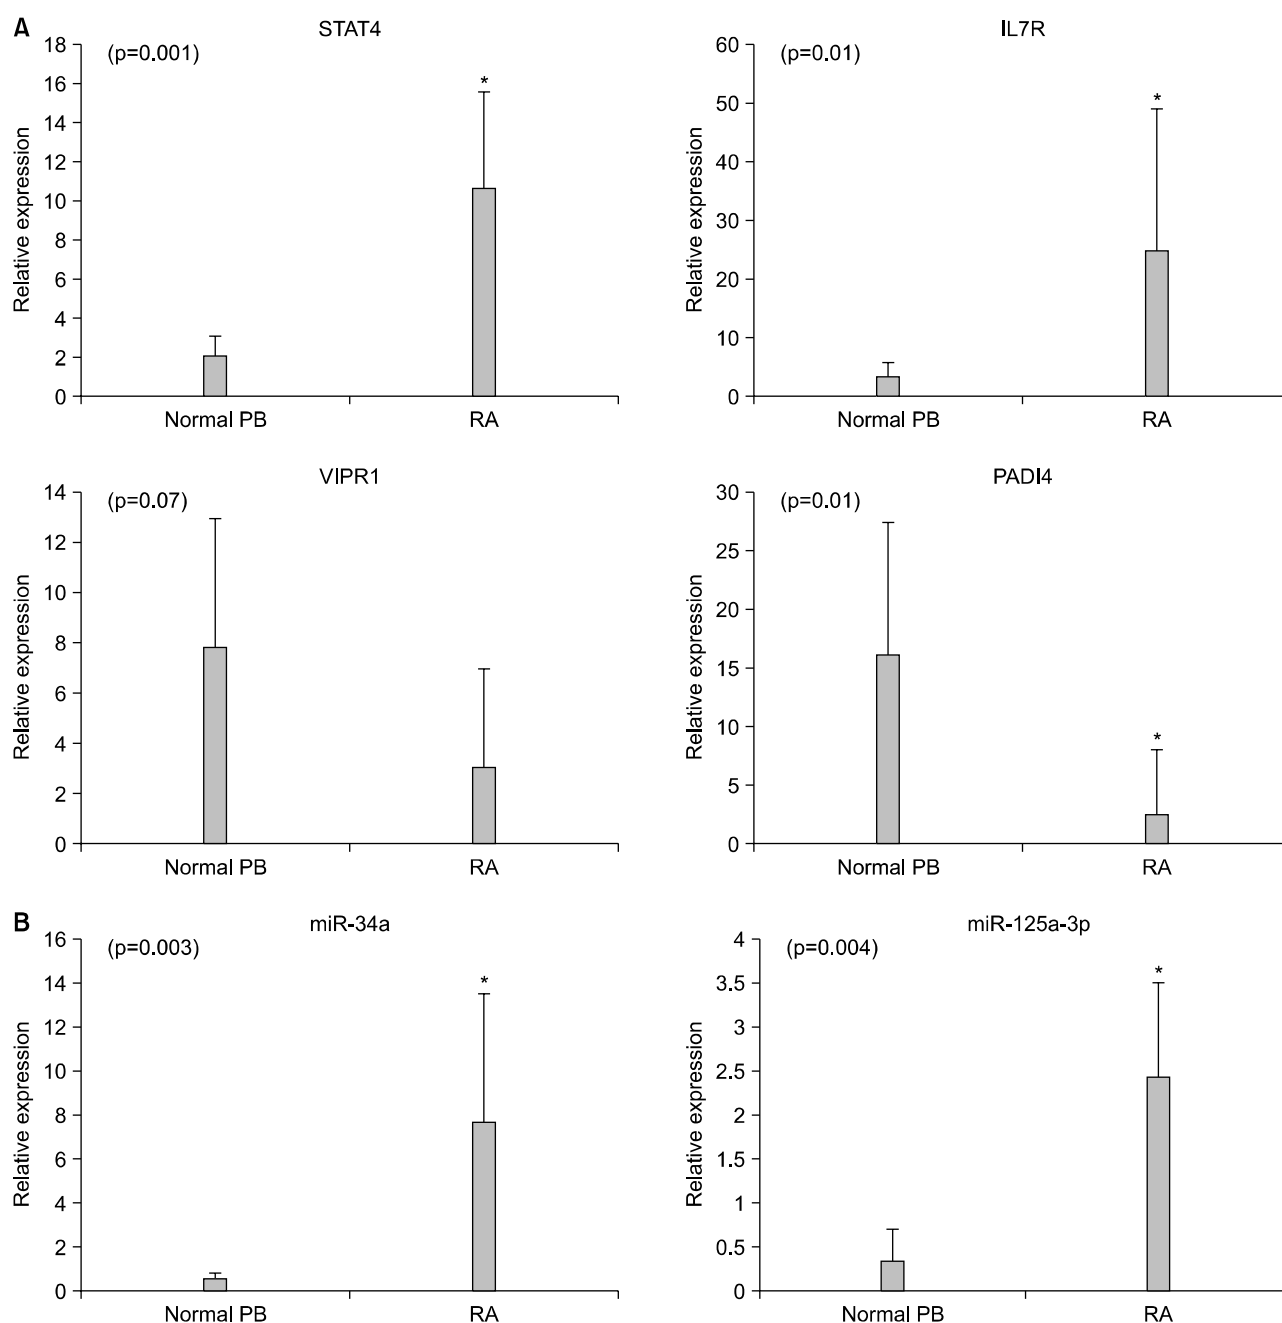 A
STAT4
(p=0.001)
Relative expression
18
16
14
12
10
8
6
4
2
0
*
Normal PB
RA
IL7R
(p=0.01)
Relative expression
60
50
40
30
20
10
0
*
Normal PB
RA
VIPR1
(p=0.07)
Relative expression
14
12
10
8
6
4
2
0
Normal PB
RA
PADI4
(p=0.01)
Relative expression
30
25
20
15
10
5
0
*
Normal PB
RA
B
miR-34a
(p=0.003)
Relative expression
16
14
12
10
8
6
4
2
0
*
Normal PB
RA
miR-125a-3p
(p=0.004)
Relative expression
4
3.5
3
2.5
2
1.5
1
0.5
0
*
Normal PB
RA